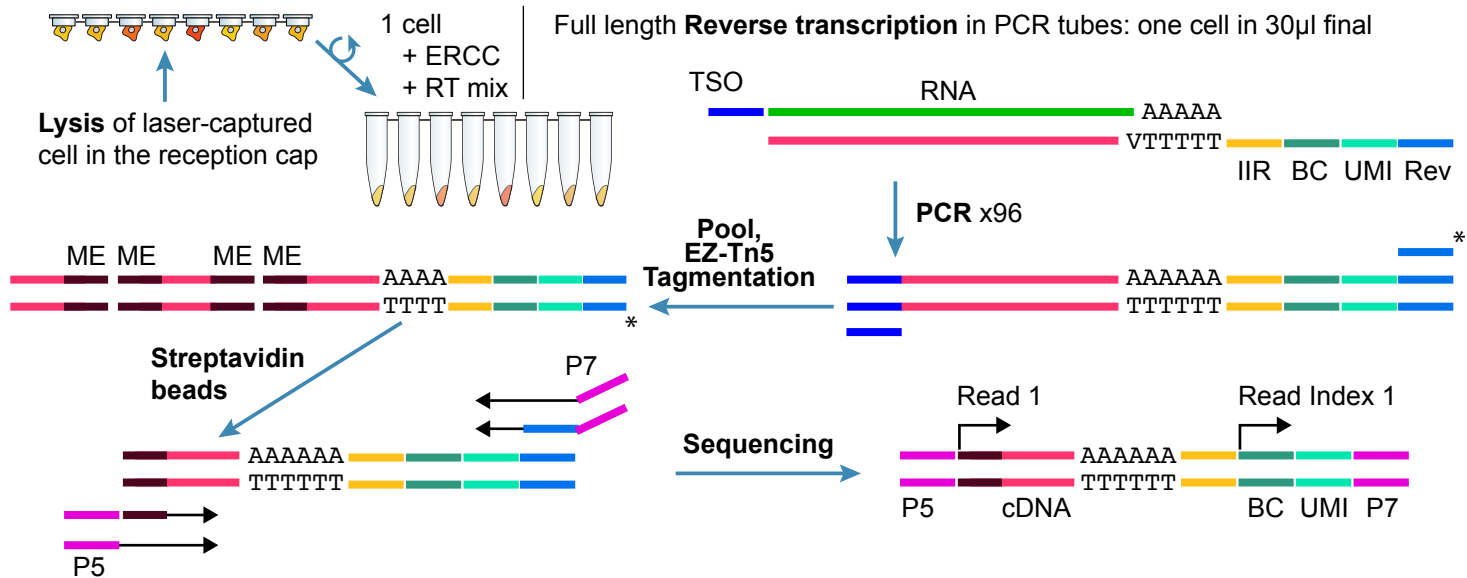 1 cell
+ ERCC
+ RT mix
Full length Reverse transcription in PCR tubes: one cell in 30µl final
Lysis of laser-captured
cell in the reception cap
TSO
RNA
AAAAA
VTTTTT
IIR BC UMI Rev
PCR x96
*
AAAAAA
TTTTTT
Pool,
EZ-Tn5
Tagmentation
ME ME ME ME
AAAA
TTTT
*
Streptavidin
beads
P7
AAAAAA
TTTTTT
P5
Sequencing
Read 1
Read Index 1
AAAAAA
TTTTTT
P5 cDNA BC UMI P7